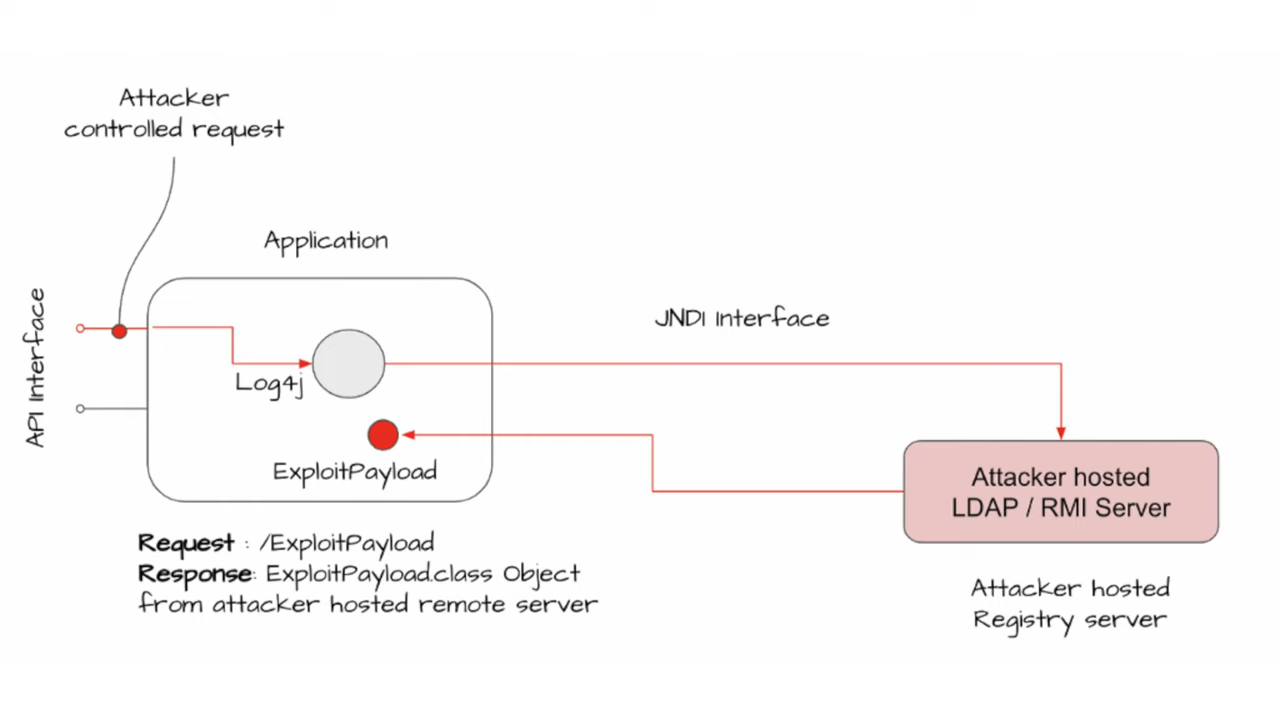 Attacker
controlled request
Application
API Interface
JNDI Interface
Log4j
ExploitPayload
Attacker hosted
LDAP / RMI Server
Request : /ExploitPayload
Response: ExploitPayload.class Object
from attacker hosted remote server
Attacker hosted
Registry server